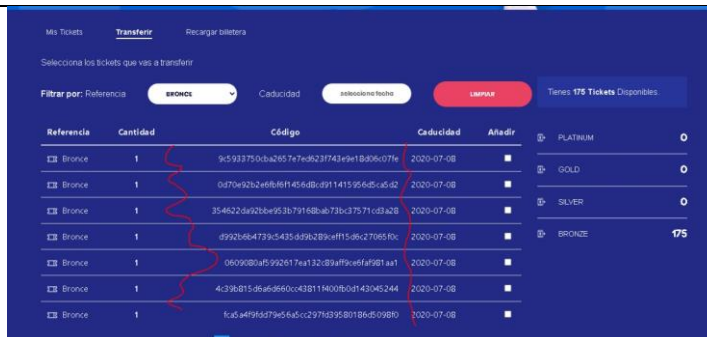 Mis Tickets Transferir Recargar billetera
Selecciona los tickets que vas a transferir
Filtrar por: Referencia BRONCE Caducidad selecciona fecha LIMPIAR Tienes 175 Tickets Disponibles.
Referencia Cantidad Código Caducidad Añadir
PLATINUM 0
Bronce 1 9c5933750cba2657e7ed623f743e9e18d06c07fe 2020-07-08
GOLD 0
Bronce 1 0d70e92b2e6fbf6f1456d8cd911415956d5ca5d2 2020-07-08
SILVER 0
Bronce 1 354622da92bbe953b79168bab73bc37571cd3a28 2020-07-08
BRONZE 175
Bronce 1 d992b6b4739c5435dd9b289ceff15d6c27065f0c 2020-07-08
Bronce 1 0609080af5992617ea132c89aff9ce6faf981aa1 2020-07-08
Bronce 1 4c39b815d6a6d660cc43811f400fb0d143045244 2020-07-08
Bronce 1 fca5a4f9fdd79e56a5cc297fd39580186d5098f0 2020-07-08